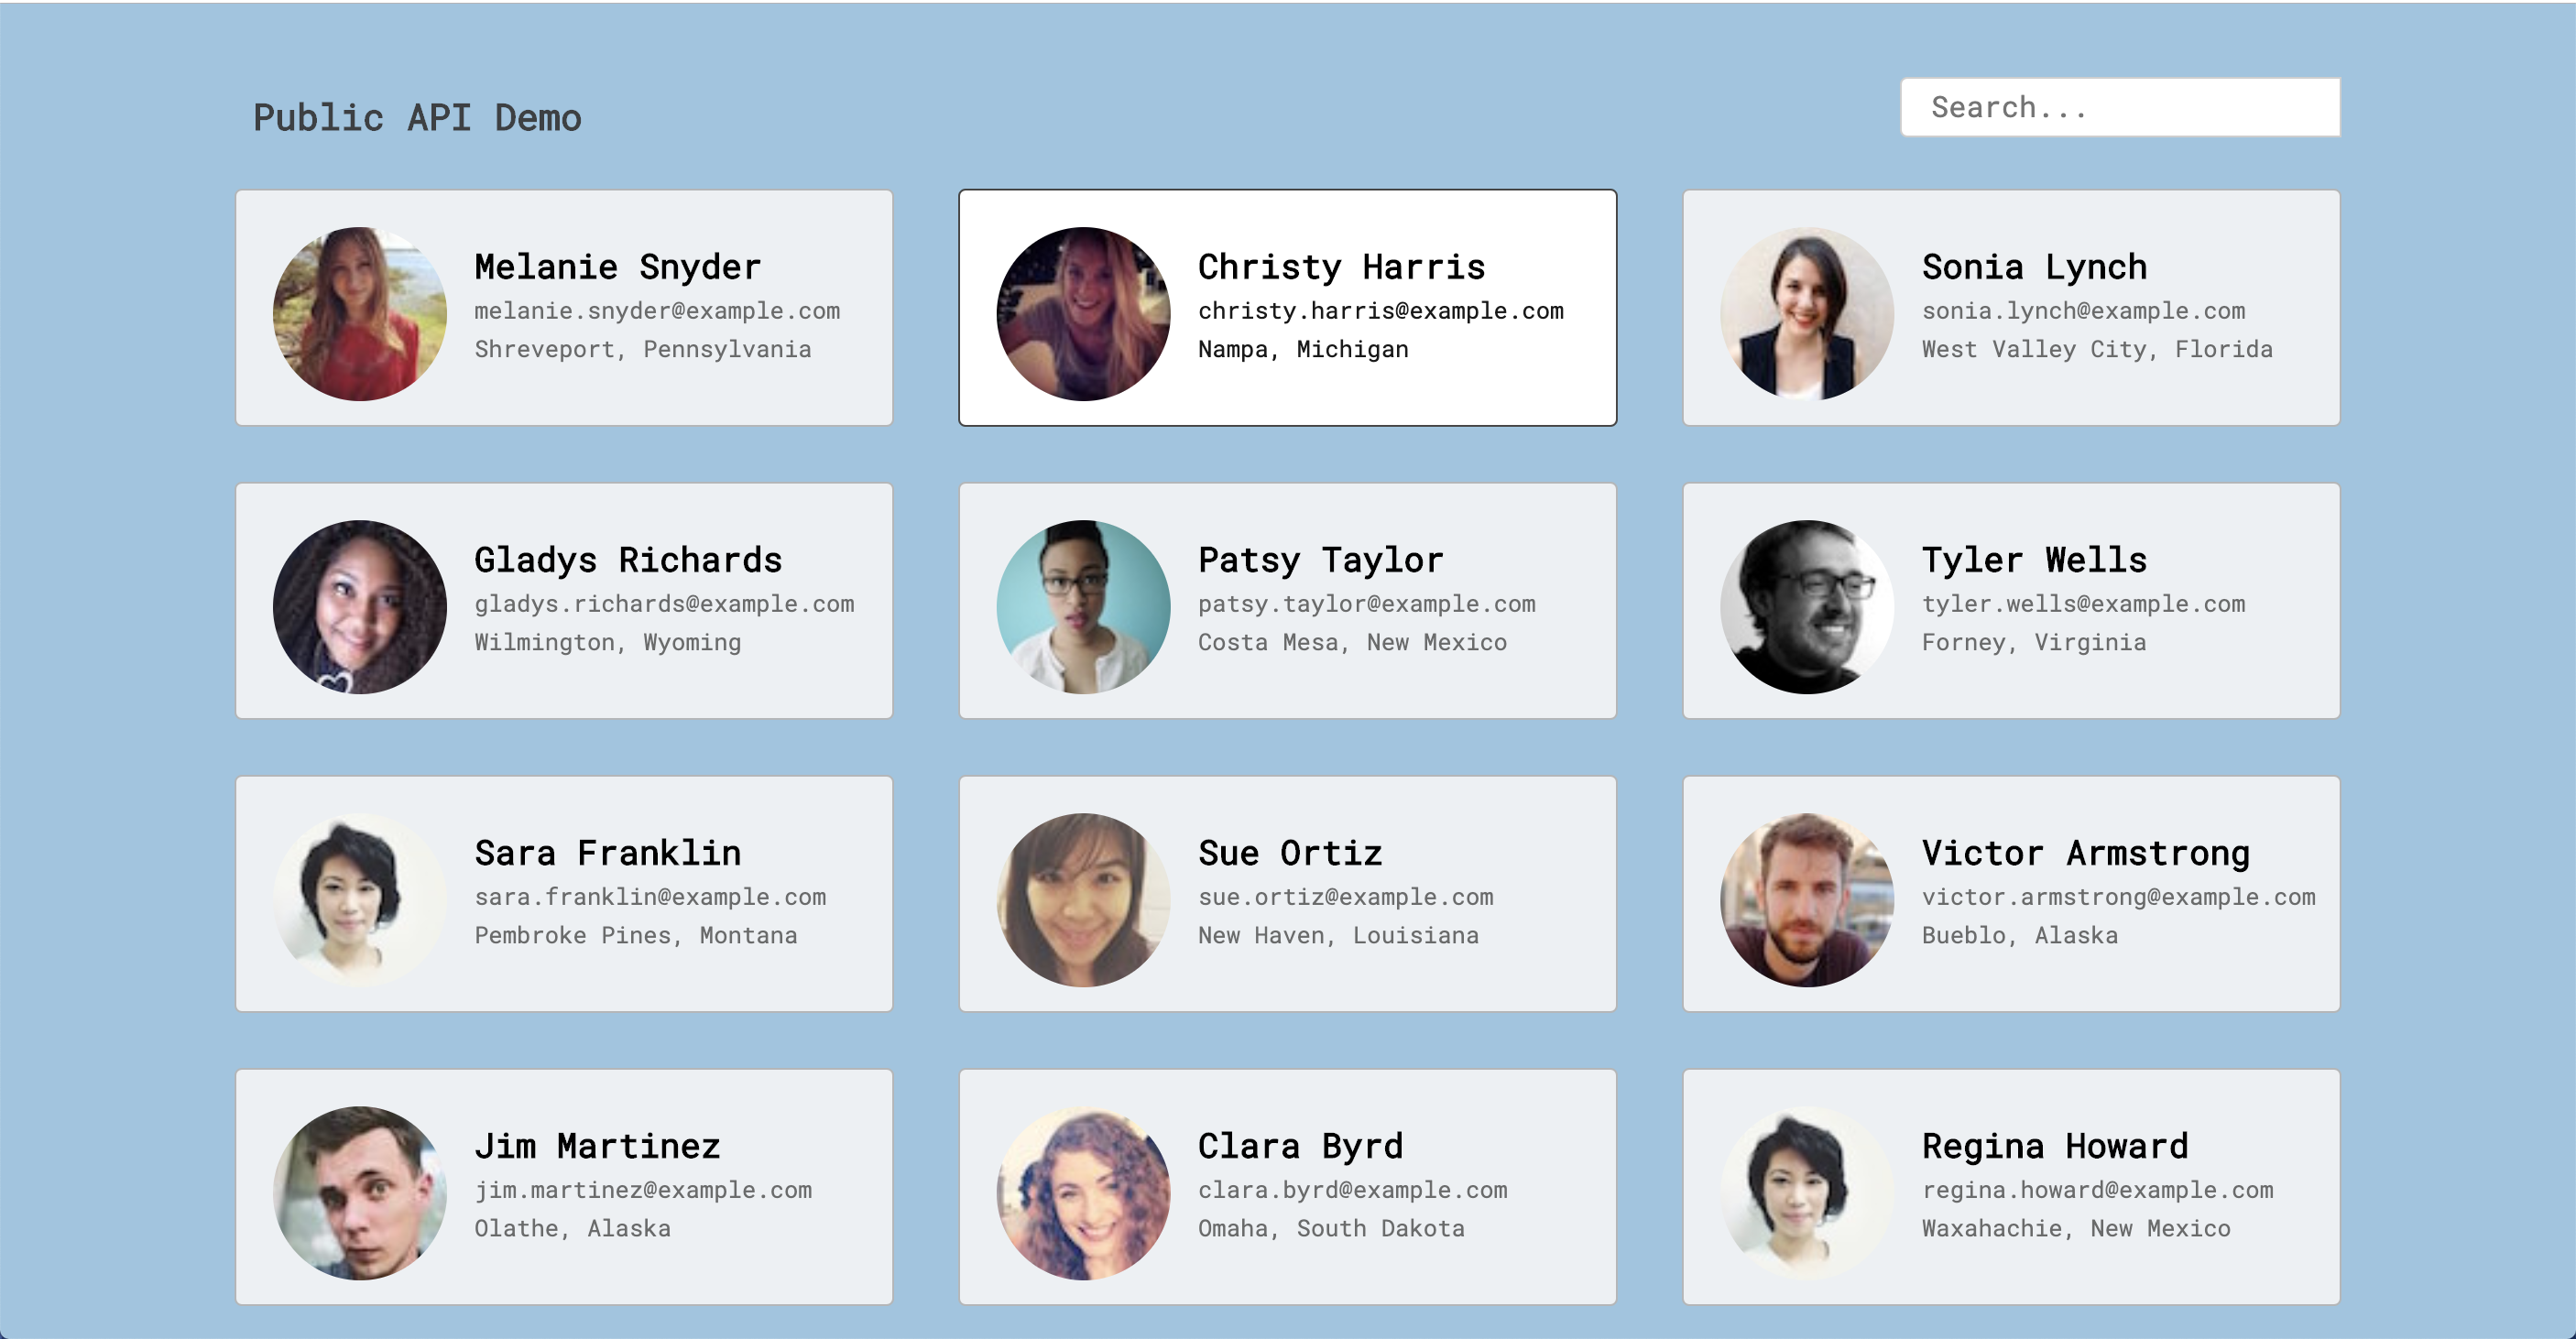 Public API Demo
Search...
Melanie Snyder
melanie.snyder@example.com
Shreveport, Pennsylvania
Christy Harris
christy.harris@example.com
Nampa, Michigan
Sonia Lynch
sonia.lynch@example.com
West Valley City, Florida
Gladys Richards
gladys.richards@example.com
Wilmington, Wyoming
Patsy Taylor
patsy.taylor@example.com
Costa Mesa, New Mexico
Tyler Wells
tyler.wells@example.com
Forney, Virginia
Sara Franklin
sara.franklin@example.com
Pembroke Pines, Montana
Sue Ortiz
sue.ortiz@example.com
New Haven, Louisiana
Victor Armstrong
victor.armstrong@example.com
Bueblo, Alaska
Jim Martinez
jim.martinez@example.com
Olathe, Alaska
Clara Byrd
clara.byrd@example.com
Omaha, South Dakota
Regina Howard
regina.howard@example.com
Waxahachie, New Mexico